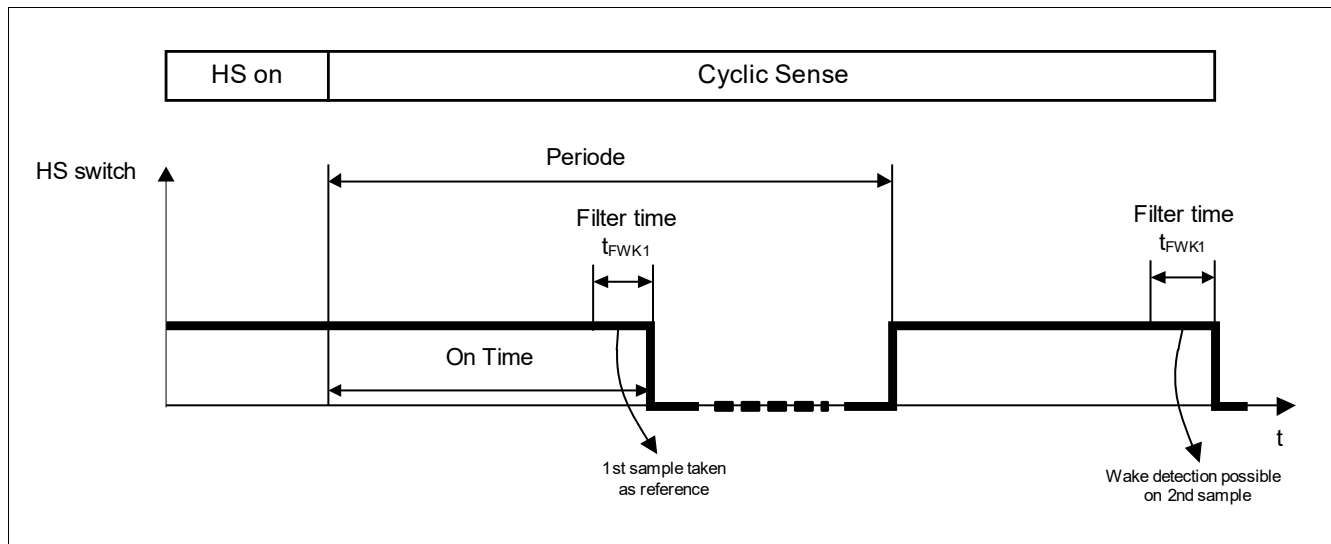 HS on
Cyclic Sense
HS switch
Periode
Filter time
tFWK1
Filter time
tFWK1
On Time
t
1st sample taken
as reference
Wake detection possible
on 2nd sample